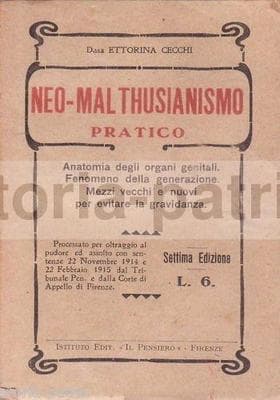 Dssa ETTORINA CECCHI
NEO-MALTHUSIANISMO
PRATICO
Anatomia degli organi genitali.
Fenomeno della generazione.
Mezzi vecchi e nuovi
per evitare la gravidanza.
Processato per oltraggio al
pudore ed assolto con sen-
tenze 22 Novembre 1914 e
22 Febbraio 1915 dal Tri-
bunale Pen. e dalla Corte di
Appello di Firenze.
Settima Edizione
L. 6.
ISTITUTO EDIT. "IL PENSIERO" - FIRENZE